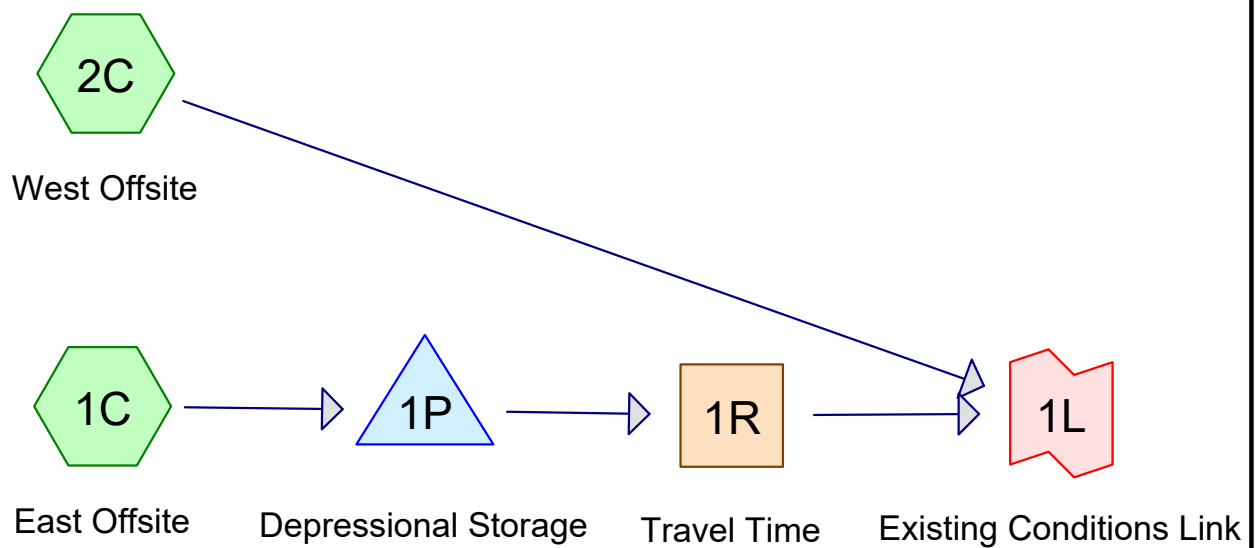 2C
West Offsite
1C
1P
1R
1L
East Offsite
Depressional Storage
Travel Time
Existing Conditions Link